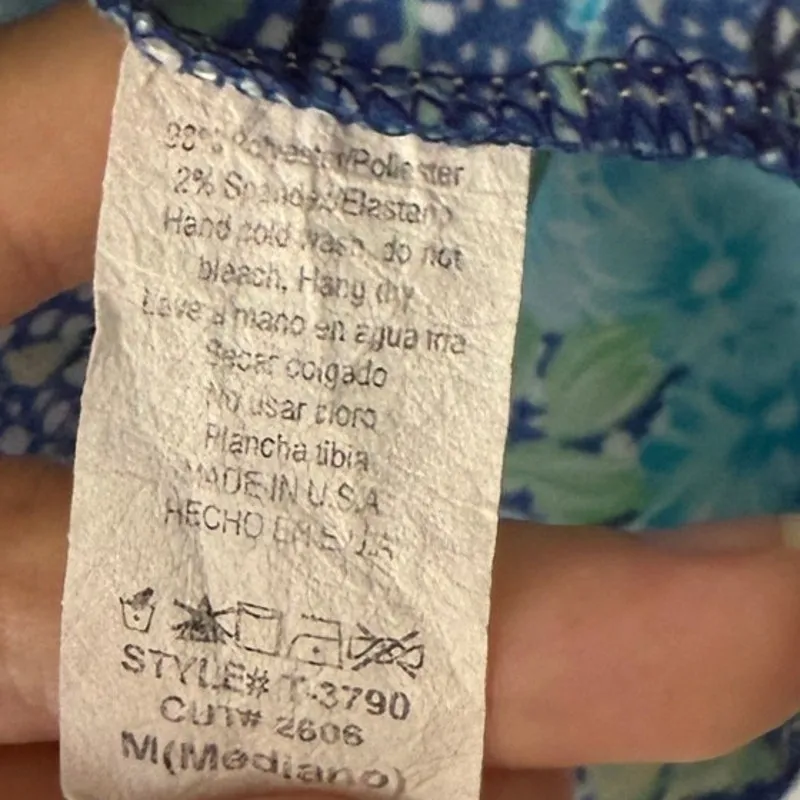 98% Polyester/Poliester
2% Spandex/Elastano
Hand cold wash, do not
bleach, Hang dry
Lave a mano en agua fria
Secar colgado
No usar cloro
Plancha tibia
MADE IN U.S.A
HECHO EN E.U.A
STYLE# T-3790
CUT# 2606
M(Mediano)